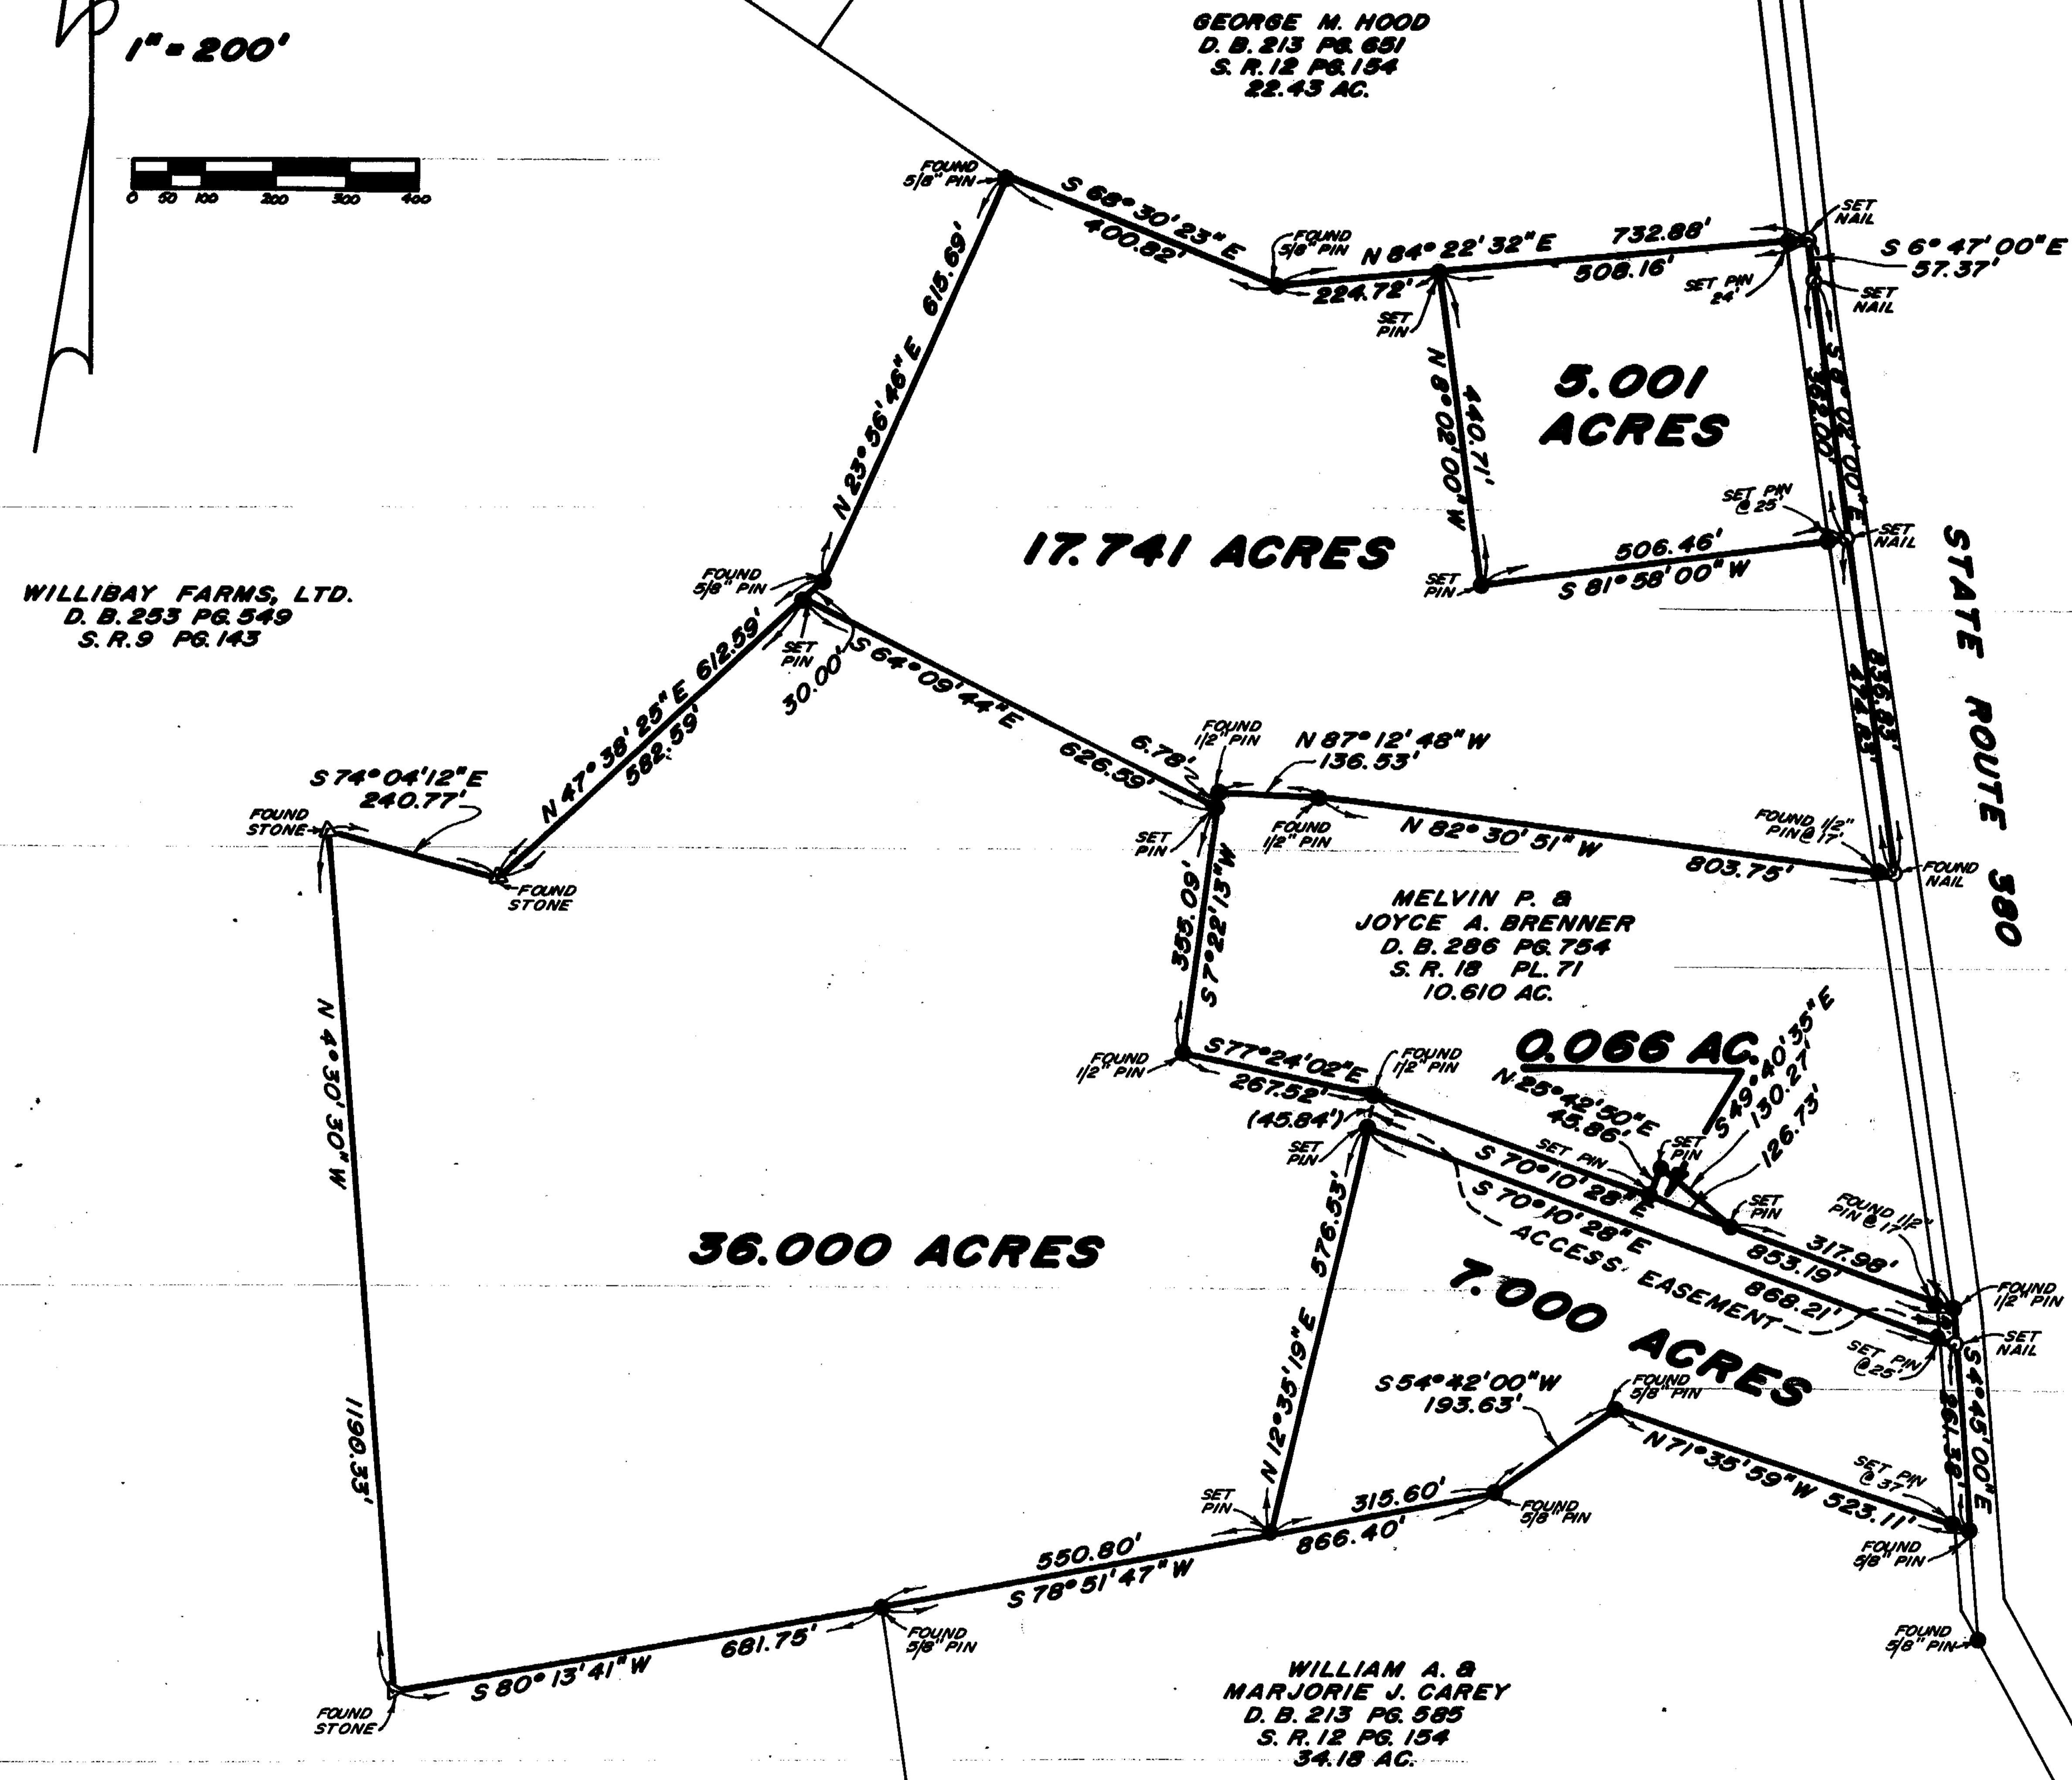 1" = 200'
0 50 100 200 300 400
GEORGE M. HOOD
D. B. 213 PG. 651
S. R. 12 PG. 154
22.43 AC.
FOUND
5/8" PIN
S 68° 30' 23" E
400.82'
FOUND
5/8" PIN
N 84° 22' 32" E
732.88'
224.72'
508.16'
SET
PIN
SET PIN
24'
SET
NAIL
S 6° 47' 00" E
57.37'
SET
NAIL
N 23° 56' 46" E 615.69'
N 8° 02' 00" W
440.71'
5.001
ACRES
S 8° 02' 00" E
362.00'
SET PIN
@ 25'
SET
NAIL
506.46'
S 81° 58' 00" W
SET
PIN
17.741 ACRES
STATE ROUTE 380
WILLIBAY FARMS, LTD.
D. B. 253 PG. 549
S. R. 9 PG. 143
FOUND
5/8" PIN
SET
PIN
30.00'
N 47° 38' 25" E 612.59'
582.59'
S 64° 09' 44" E
626.59'
6.78'
FOUND
1/2" PIN
N 87° 12' 48" W
136.53'
836.83'
474.83'
S 74° 04' 12" E
240.77'
FOUND
STONE
FOUND
STONE
SET
PIN
FOUND
1/2" PIN
N 82° 30' 51" W
803.75'
FOUND 1/2"
PIN @ 17'
FOUND
NAIL
355.09'
S 7° 22' 13" W
MELVIN P. &
JOYCE A. BRENNER
D. B. 286 PG. 754
S. R. 18 PL. 71
10.610 AC.
N 4° 30' 30" W
1190.33'
FOUND
1/2" PIN
S 77° 24' 02" E
267.52'
FOUND
1/2" PIN
(45.84')
SET
PIN
0.066 AC.
N 25° 42' 50" E
45.86'
S 49° 40' 35" E
130.27'
126.73'
SET PIN
SET
PIN
SET
PIN
S 70° 10' 28" E
S 70° 10' 28" E
317.98'
853.19'
868.21'
ACCESS EASEMENT
FOUND 1/2"
PIN @ 17'
FOUND
1/2" PIN
SET
NAIL
SET PIN
@ 25'
36.000 ACRES
576.53'
N 12° 35' 19" E
7.000 ACRES
S 54° 42' 00" W
193.63'
FOUND
5/8" PIN
S 4° 45' 00" E
261.38'
N 71° 35' 59" W 523.11'
SET PIN
@ 37'
FOUND
5/8" PIN
SET
PIN
315.60'
866.40'
FOUND
5/8" PIN
550.80'
S 78° 51' 47" W
681.75'
S 80° 13' 41" W
FOUND
5/8" PIN
FOUND
STONE
FOUND
5/8" PIN
WILLIAM A. &
MARJORIE J. CAREY
D. B. 213 PG. 585
S. R. 12 PG. 154
34.18 AC.